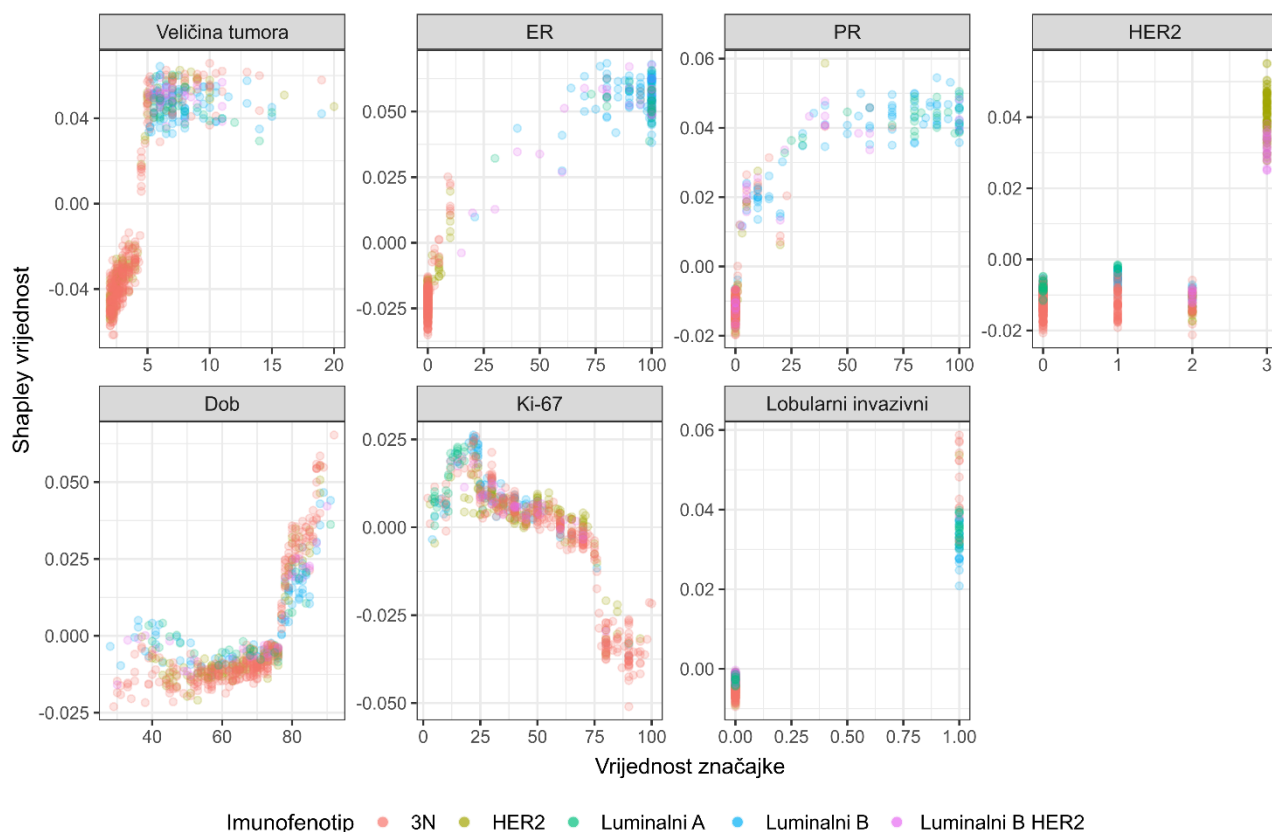 Veličina tumora
ER
PR
HER2
0.04
0.00
-0.04
5 10 15 20
0.050
0.025
0.000
-0.025
0 25 50 75 100
0.06
0.04
0.02
0.00
-0.02
0 25 50 75 100
0.04
0.02
0.00
-0.02
0 1 2 3
Shapley vrijednost
Dob
Ki-67
Lobularni invazivni
0.050
0.025
0.000
-0.025
40 60 80
0.025
0.000
-0.025
-0.050
0 25 50 75 100
0.06
0.04
0.02
0.00
0.00 0.25 0.50 0.75 1.00
Vrijednost značajke
Imunofenotip 3N HER2 Luminalni A Luminalni B Luminalni B HER2